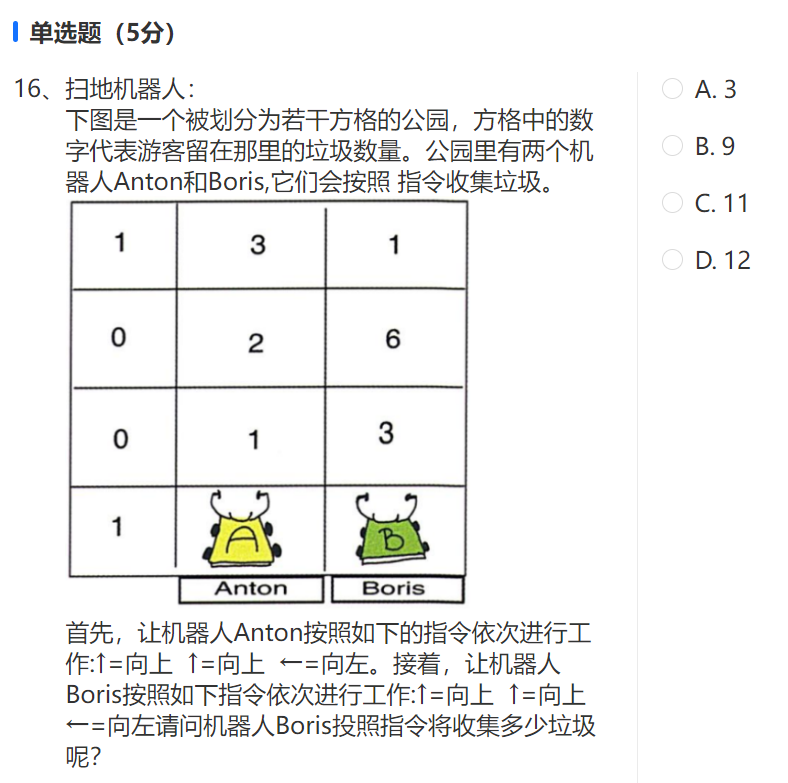 单选题（5分）
16、扫地机器人：
下图是一个被划分为若干方格的公园，方格中的数
字代表游客留在那里的垃圾数量。公园里有两个机
器人Anton和Boris,它们会按照 指令收集垃圾。
1 3 1
0 2 6
0 1 3
1 A B
Anton Boris
首先，让机器人Anton按照如下的指令依次进行工
作:↑=向上 ↑=向上 ←=向左。接着，让机器人
Boris按照如下指令依次进行工作:↑=向上 ↑=向上
←=向左请问机器人Boris投照指令将收集多少垃圾
呢？
A. 3
B. 9
C. 11
D. 12